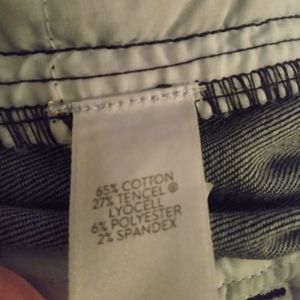 65% COTTON
27% TENCEL®
LYOCELL
6% POLYESTER
2% SPANDEX